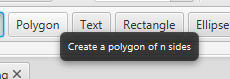 Polygon Text Rectangle Ellipse
Create a polygon of n sides